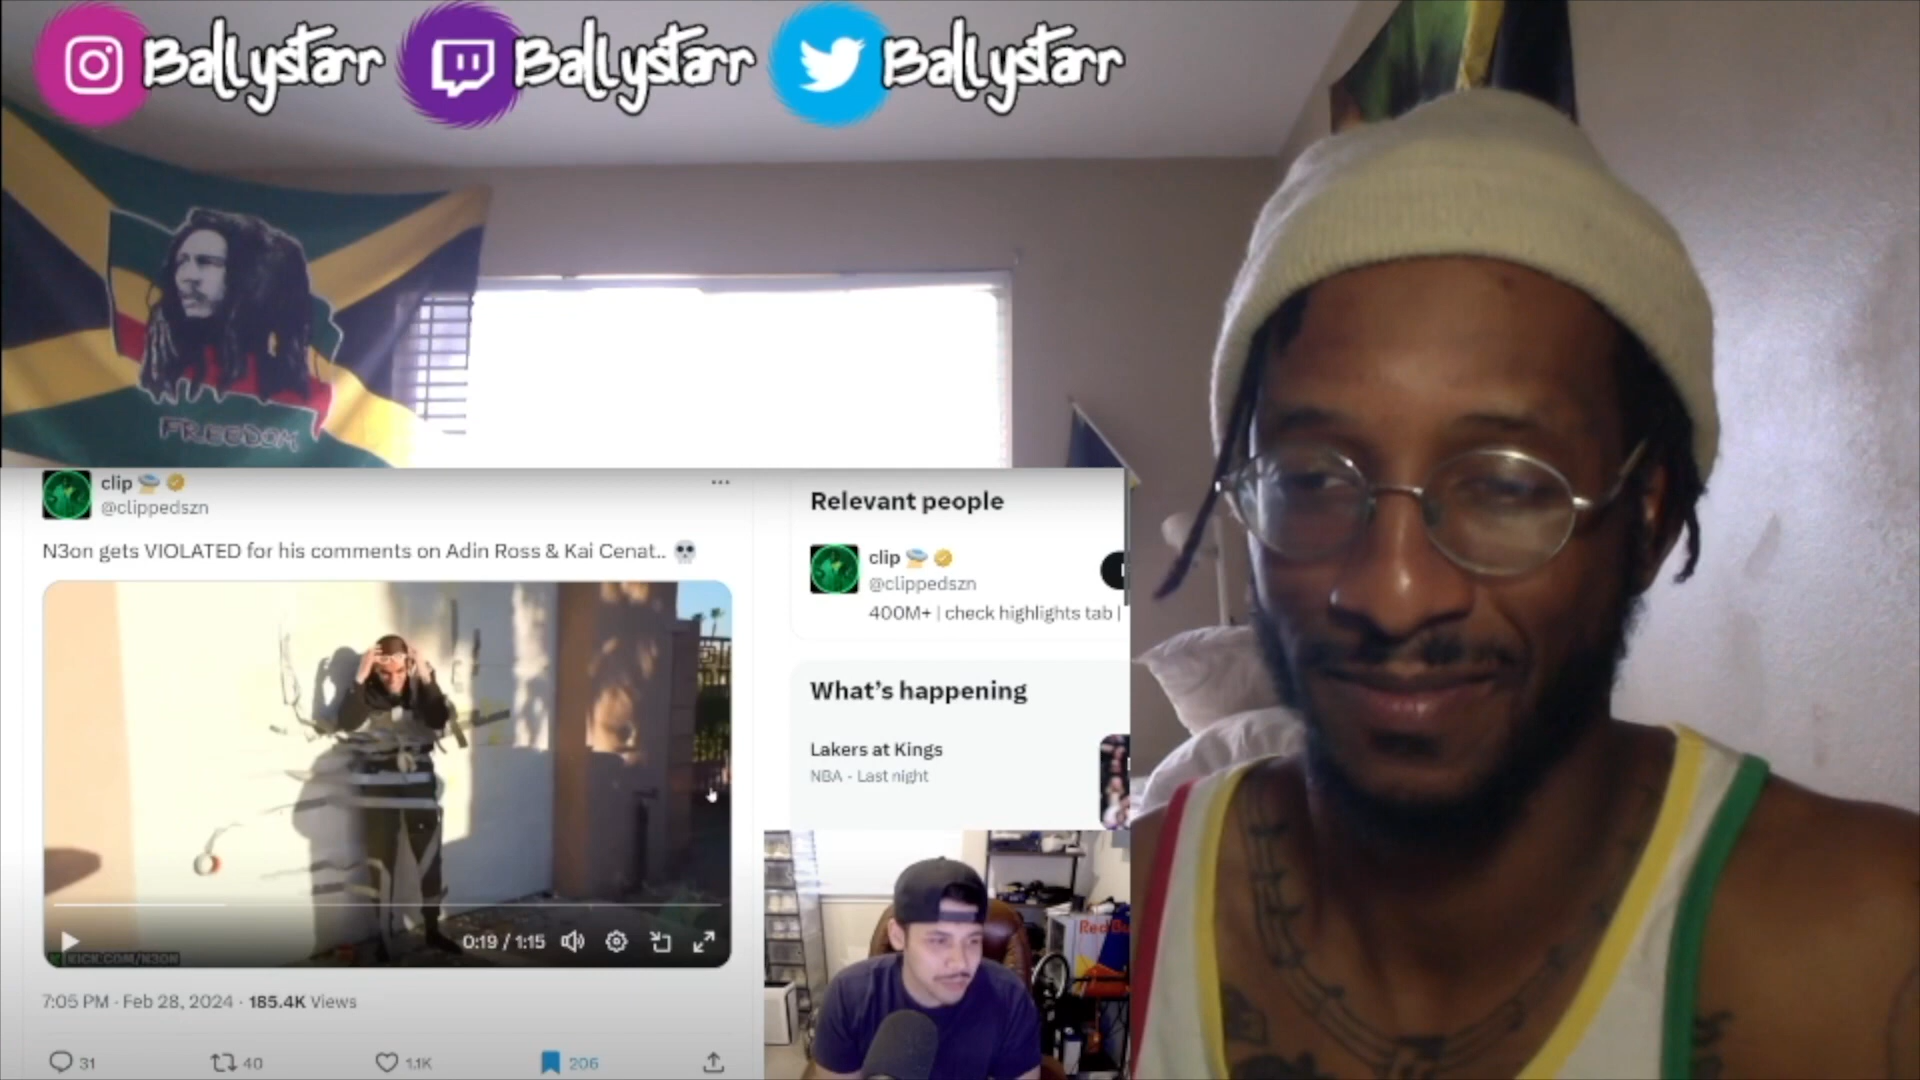 Ballystarr Ballystarr Ballystarr
FREEDOM
clip
@clippedszn
N3on gets VIOLATED for his comments on Adin Ross & Kai Cenat..
KICK.COM/N3ON
0:19 / 1:15
7:05 PM · Feb 28, 2024 · 185.4K Views
31 40 1.1K 206
Relevant people
clip
@clippedszn
400M+ | check highlights tab |
What's happening
Lakers at Kings
NBA · Last night
Red Bu